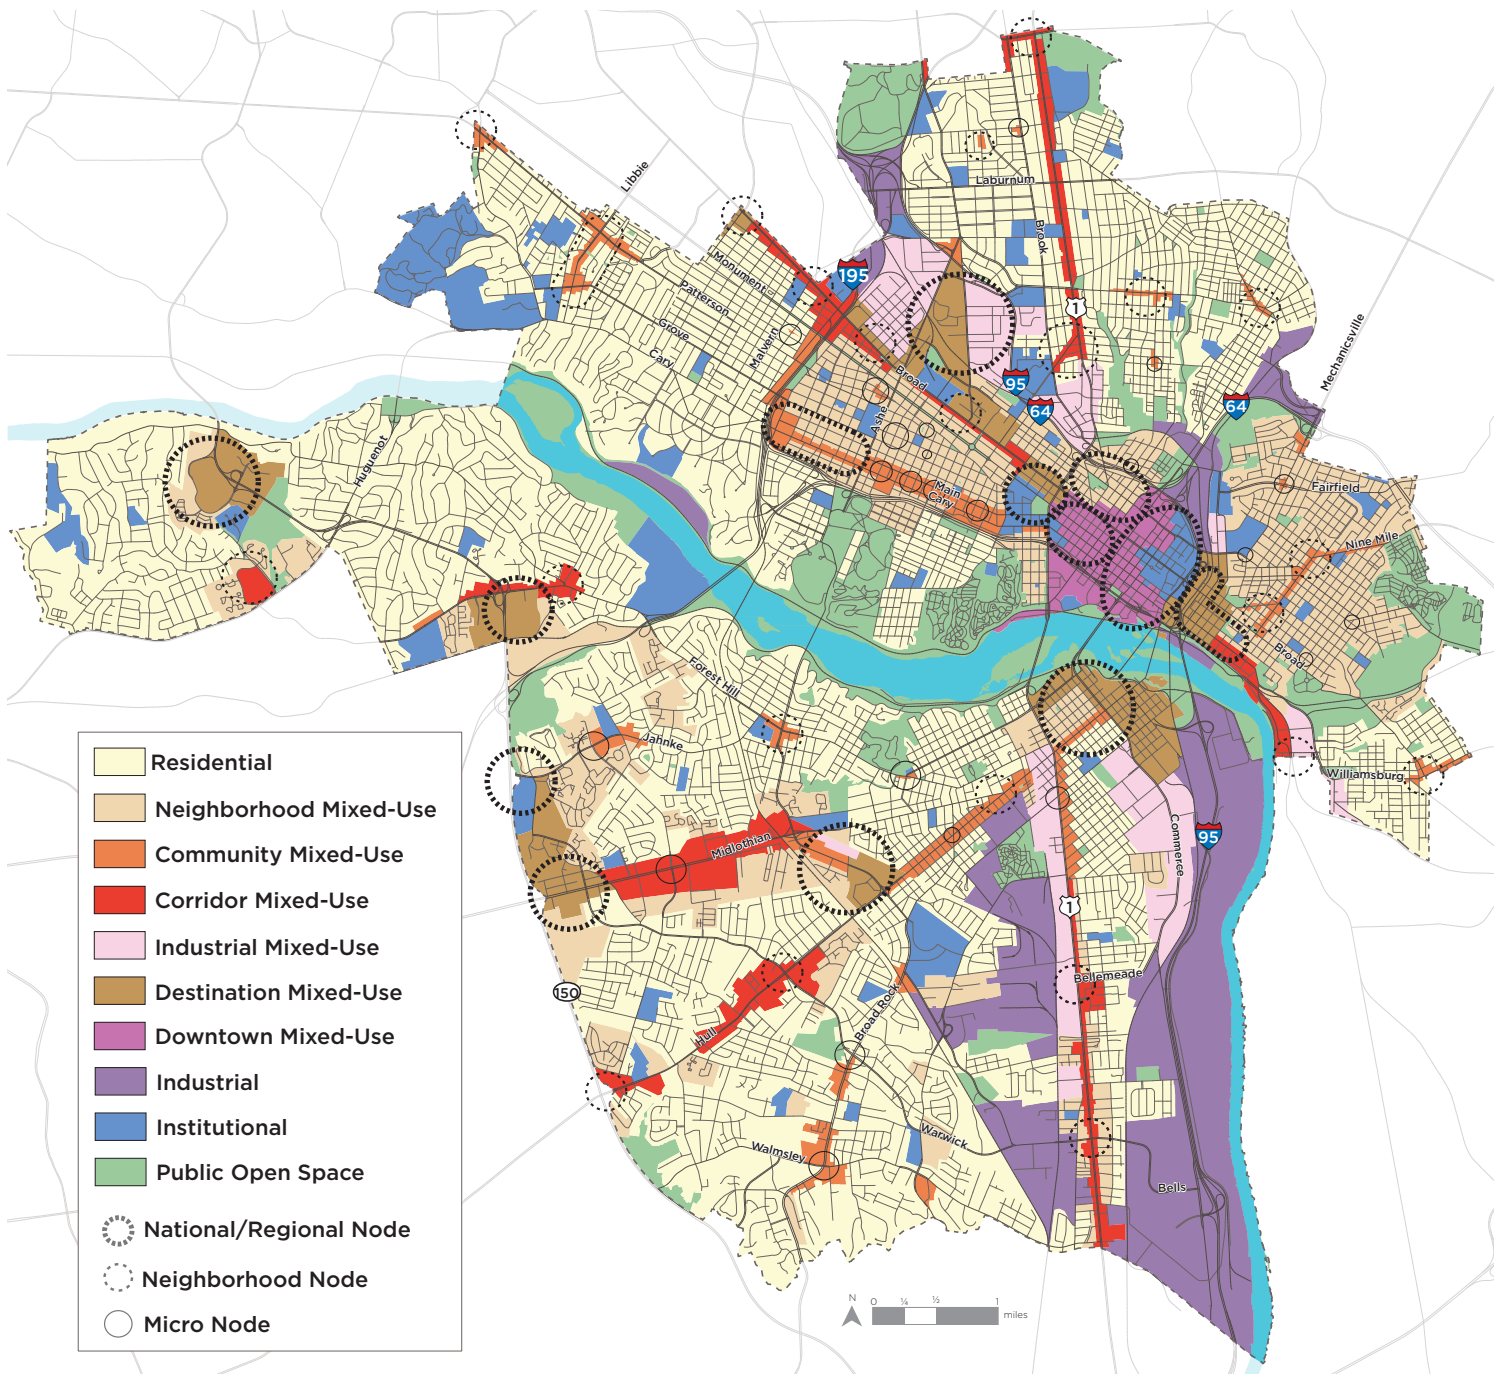 Libbie
Laburnum
Brook
Monument
195
Patterson
1
Grove
Malvern
Cary
Mechanicsville
Broad
95
64
64
Ashe
Huguenot
Main
Cary
Fairfield
Nine Mile
Forest Hill
Broad
Jahnke
Williamsburg
Commerce
95
Midlothian
1
Bellemeade
150
Broad Rock
Hull
Warwick
Walmsley
Bells
Residential
Neighborhood Mixed-Use
Community Mixed-Use
Corridor Mixed-Use
Industrial Mixed-Use
Destination Mixed-Use
Downtown Mixed-Use
Industrial
Institutional
Public Open Space
National/Regional Node
Neighborhood Node
Micro Node
N
0 ¼ ½ 1
miles